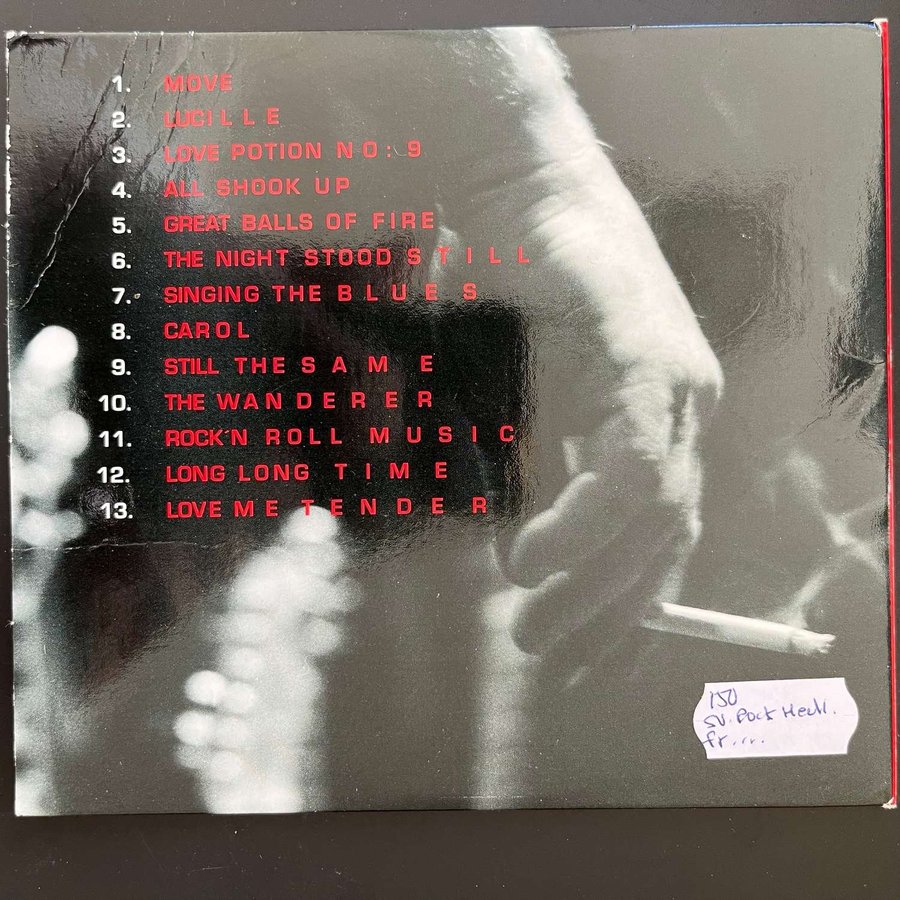 1. MOVE
2. LUCILLE
3. LOVE POTION NO: 9
4. ALL SHOOK UP
5. GREAT BALLS OF FIRE
6. THE NIGHT STOOD STILL
7. SINGING THE BLUES
8. CAROL
9. STILL THE SAME
10. THE WANDERER
11. ROCK´N ROLL MUSIC
12. LONG LONG TIME
13. LOVE ME TENDER
150
SV. Rock
fr....